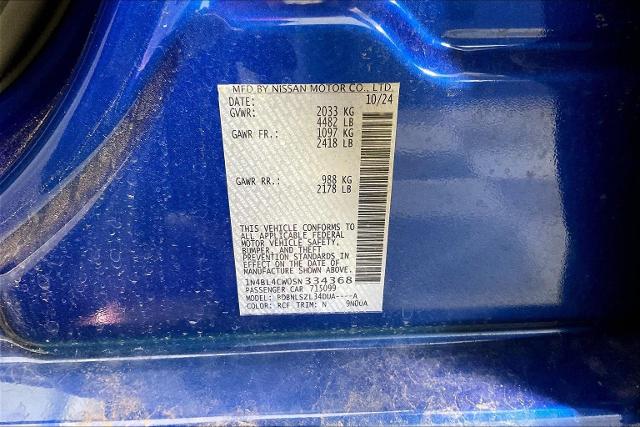 MFD BY NISSAN MOTOR CO., LTD.
DATE: 10/24
GVWR: 2033 KG
4482 LB
GAWR FR.: 1097 KG
2418 LB
GAWR RR.: 988 KG
2178 LB
THIS VEHICLE CONFORMS TO
ALL APPLICABLE FEDERAL
MOTOR VEHICLE SAFETY,
BUMPER, AND THEFT
PREVENTION STANDARDS IN
EFFECT ON THE DATE OF
MANUFACTURE SHOWN ABOVE.
1N4BL4CW0SN334368
PASSENGER CAR 715099
MODEL: BDBNLSZL34DUA----A
COLOR: RCF TRIM: N 9N0UA